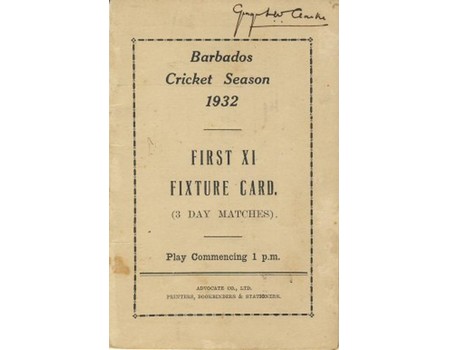 Barbados
Cricket Season
1932
FIRST XI
FIXTURE CARD.
(3 DAY MATCHES).
Play Commencing 1 p.m.
ADVOCATE CO., LTD.
PRINTERS, BOOKBINDERS & STATIONERS.